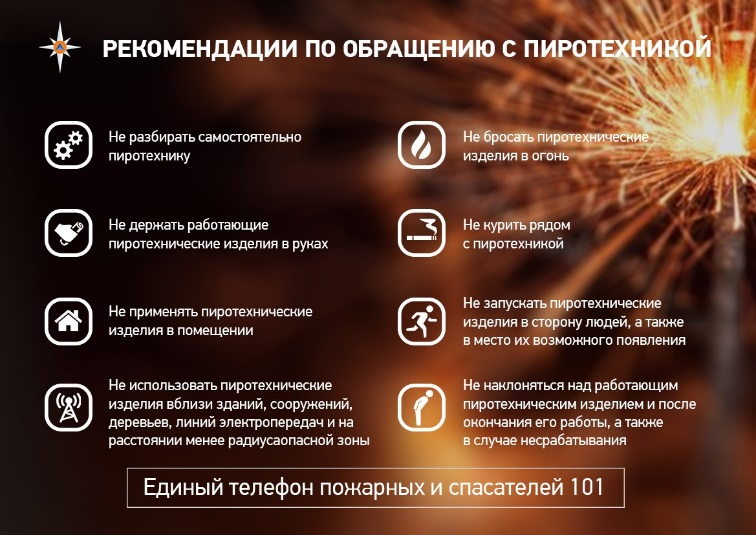 РЕКОМЕНДАЦИИ ПО ОБРАЩЕНИЮ С ПИРОТЕХНИКОЙ
Не разбирать самостоятельно
пиротехнику
Не держать работающие
пиротехнические изделия в руках
Не применять пиротехнические
изделия в помещении
Не использовать пиротехнические
изделия вблизи зданий, сооружений,
деревьев, линий электропередач и на
расстоянии менее радиусаопасной зоны
Не бросать пиротехнические
изделия в огонь
Не курить рядом
с пиротехникой
Не запускать пиротехнические
изделия в сторону людей, а также
в место их возможного появления
Не наклоняться над работающим
пиротехническим изделием и после
окончания его работы, а также
в случае несрабатывания
Единый телефон пожарных и спасателей 101